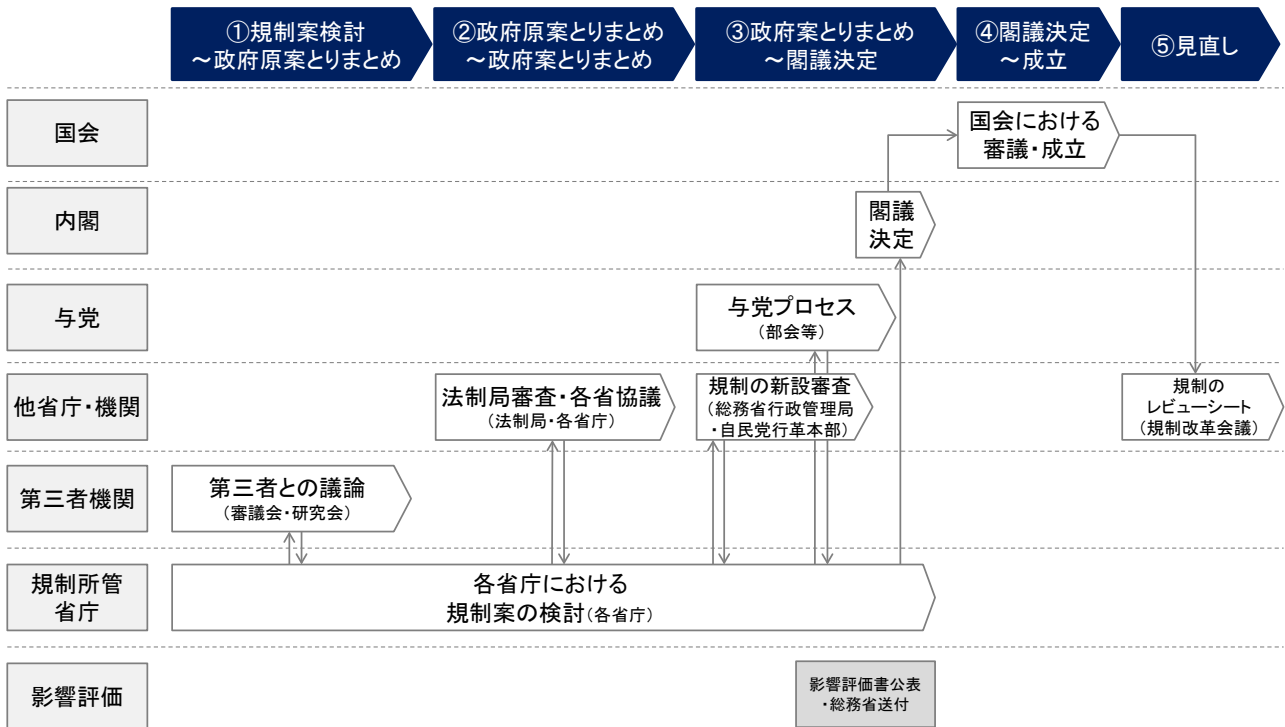 ①規制案検討
～政府原案とりまとめ
②政府原案とりまとめ
～政府案とりまとめ
③政府案とりまとめ
～閣議決定
④閣議決定
～成立
⑤見直し
国会
国会における
審議・成立
内閣
閣議
決定
与党
与党プロセス
（部会等）
他省庁・機関
法制局審査・各省協議
（法制局・各省庁）
規制の新設審査
（総務省行政管理局
・自民党行革本部）
規制の
レビューシート
（規制改革会議）
第三者機関
第三者との議論
（審議会・研究会）
規制所管
省庁
各省庁における
規制案の検討（各省庁）
影響評価
影響評価書公表
・総務省送付